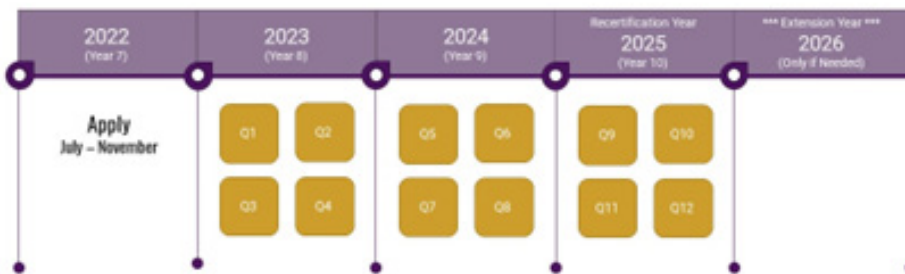 2022
(Year 7)
2023
(Year 8)
2024
(Year 9)
Recertification Year
2025
(Year 10)
*** Extension Year ***
2026
(Only if Needed)
Apply
July – November
Q1 Q2
Q3 Q4
Q5 Q6
Q7 Q8
Q9 Q10
Q11 Q12